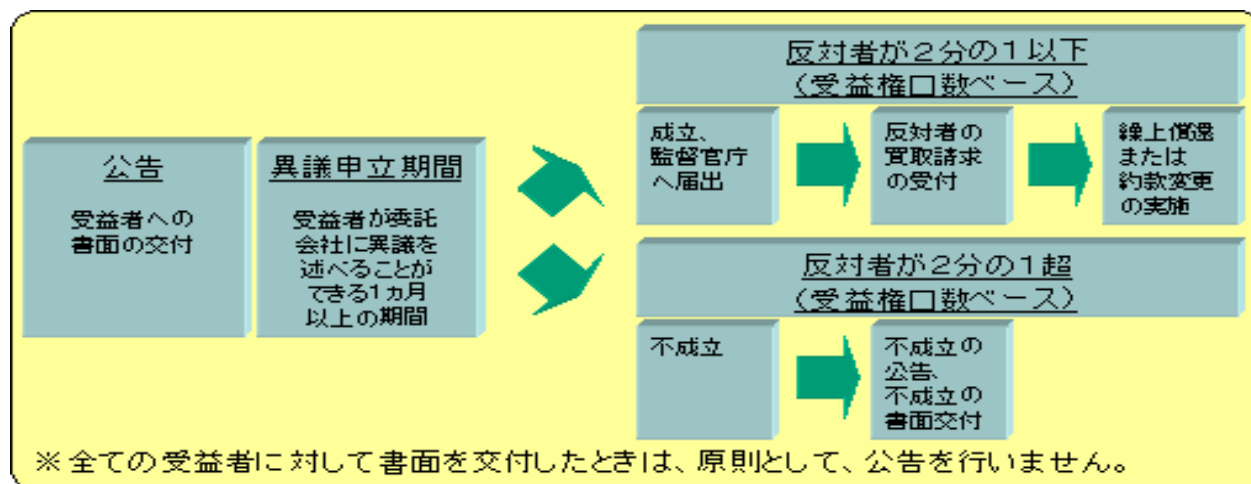 公告
受益者への
書面の交付
異議申立期間
受益者が委託
会社に異議を
述べることが
できる1ヵ月
以上の期間
反対者が2分の1以下
(受益権口数ベース)
成立、
監督官庁
へ届出
反対者の
買取請求
の受付
繰上償還
または
約款変更
の実施
反対者が2分の1超
(受益権口数ベース)
不成立
不成立の
公告、
不成立の
書面交付
※全ての受益者に対して書面を交付したときは、原則として、公告を行いません。